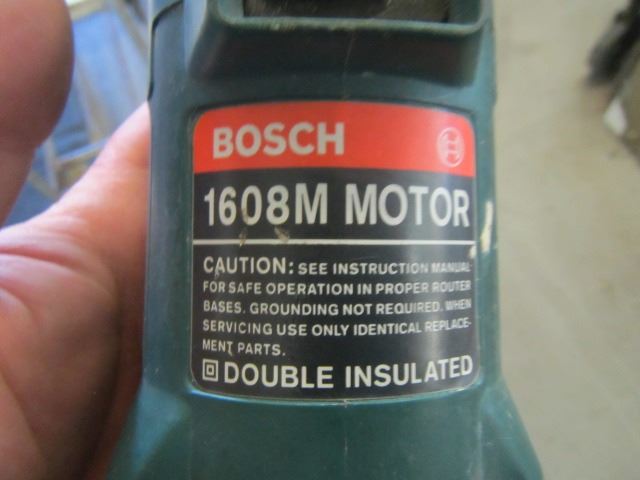 BOSCH
1608M MOTOR
CAUTION: SEE INSTRUCTION MANUAL
FOR SAFE OPERATION IN PROPER ROUTER
BASES. GROUNDING NOT REQUIRED. WHEN
SERVICING USE ONLY IDENTICAL REPLACE-
MENT PARTS.
DOUBLE INSULATED